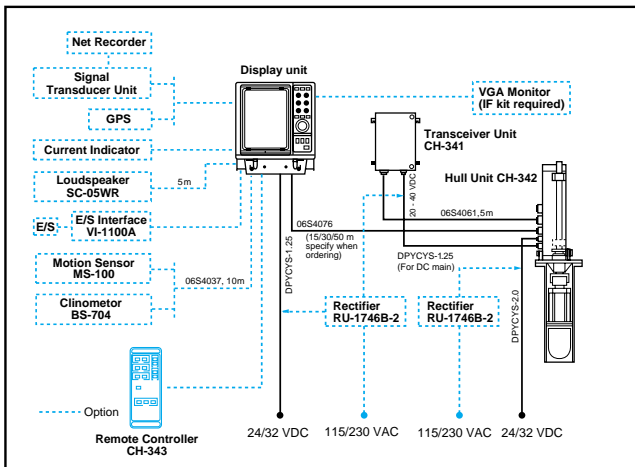 Net Recorder
Signal
Transducer Unit
GPS
Current Indicator
Loudspeaker
SC-05WR
5m
E/S
E/S Interface
VI-1100A
Motion Sensor
MS-100
06S4037, 10m
Clinometor
BS-704
Option
Remote Controller
CH-343
Display unit
VGA Monitor
(IF kit required)
Transceiver Unit
CH-341
Hull Unit CH-342
20 - 40 VDC
06S4061,5m
06S4076
(15/30/50 m
specify when
ordering)
DPYCYS-1.25
DPYCYS-1.25
(For DC main)
DPYCYS-2.0
Rectifier
RU-1746B-2
Rectifier
RU-1746B-2
24/32 VDC
115/230 VAC
115/230 VAC
24/32 VDC